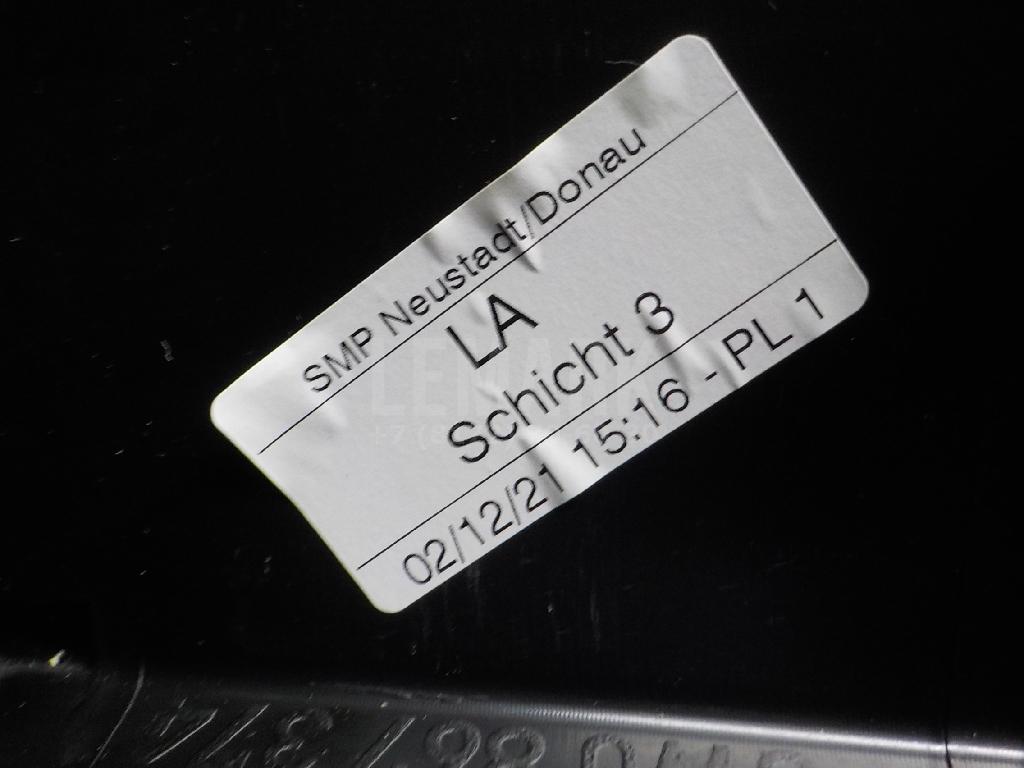 SMP Neustadt/Donau
LA
Schicht 3
02/12/21 15:16 - PL 1